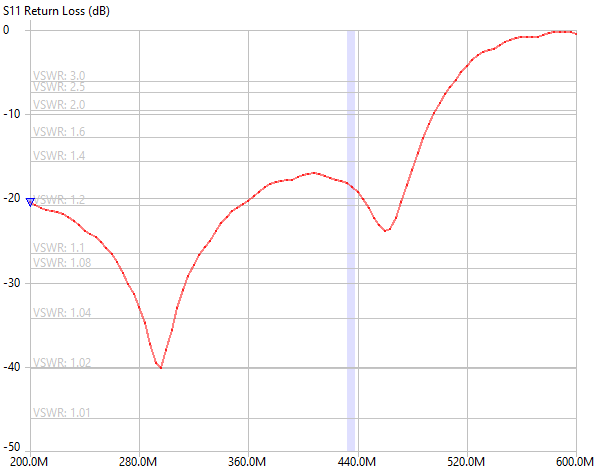 S11 Return Loss (dB)
0
VSWR: 3.0
VSWR: 2.5
VSWR: 2.0
-10
VSWR: 1.6
VSWR: 1.4
-20
VSWR: 1.2
VSWR: 1.1
VSWR: 1.08
-30
VSWR: 1.04
-40
VSWR: 1.02
VSWR: 1.01
-50
200.0M 280.0M 360.0M 440.0M 520.0M 600.0M